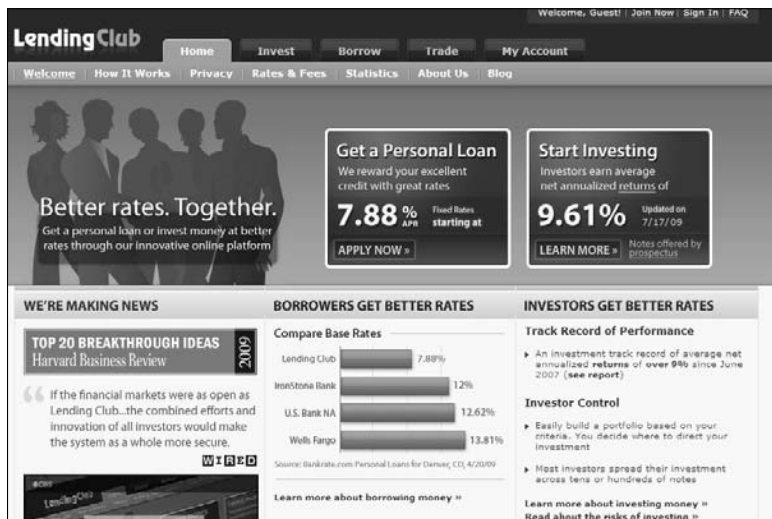 Welcome, Guest! | Join Now | Sign In | FAQ
LendingClub
Home Invest Borrow Trade My Account
Welcome How It Works Privacy Rates & Fees Statistics About Us Blog
Better rates. Together.
Get a personal loan or invest money at better
rates through our innovative online platform
Get a Personal Loan
We reward your excellent
credit with great rates
7.88% APR Fixed Rates
starting at
APPLY NOW »
Start Investing
Investors earn average
net annualized returns of
9.61% Updated on
7/17/09
LEARN MORE » Notes offered by
prospectus
WE'RE MAKING NEWS
TOP 20 BREAKTHROUGH IDEAS
Harvard Business Review
2009
“ If the financial markets were as open as
Lending Club...the combined efforts and
innovation of all investors would make
the system as a whole more secure.
WIRED
CBS
LendingClub
BORROWERS GET BETTER RATES
Compare Base Rates
Lending Club 7.88%
IronStone Bank 12%
U.S. Bank NA 12.62%
Wells Fargo 13.81%
Source: Bankrate.com Personal Loans for Denver, CO, 4/20/09
Learn more about borrowing money »
INVESTORS GET BETTER RATES
Track Record of Performance
An investment track record of average net
annualized returns of over 9% since June
2007 (see report)
Investor Control
Easily build a portfolio based on your
criteria. You decide where to direct your
investment
Most investors spread their investment
across tens or hundreds of notes
Learn more about investing money »
Read about the risks of investing »